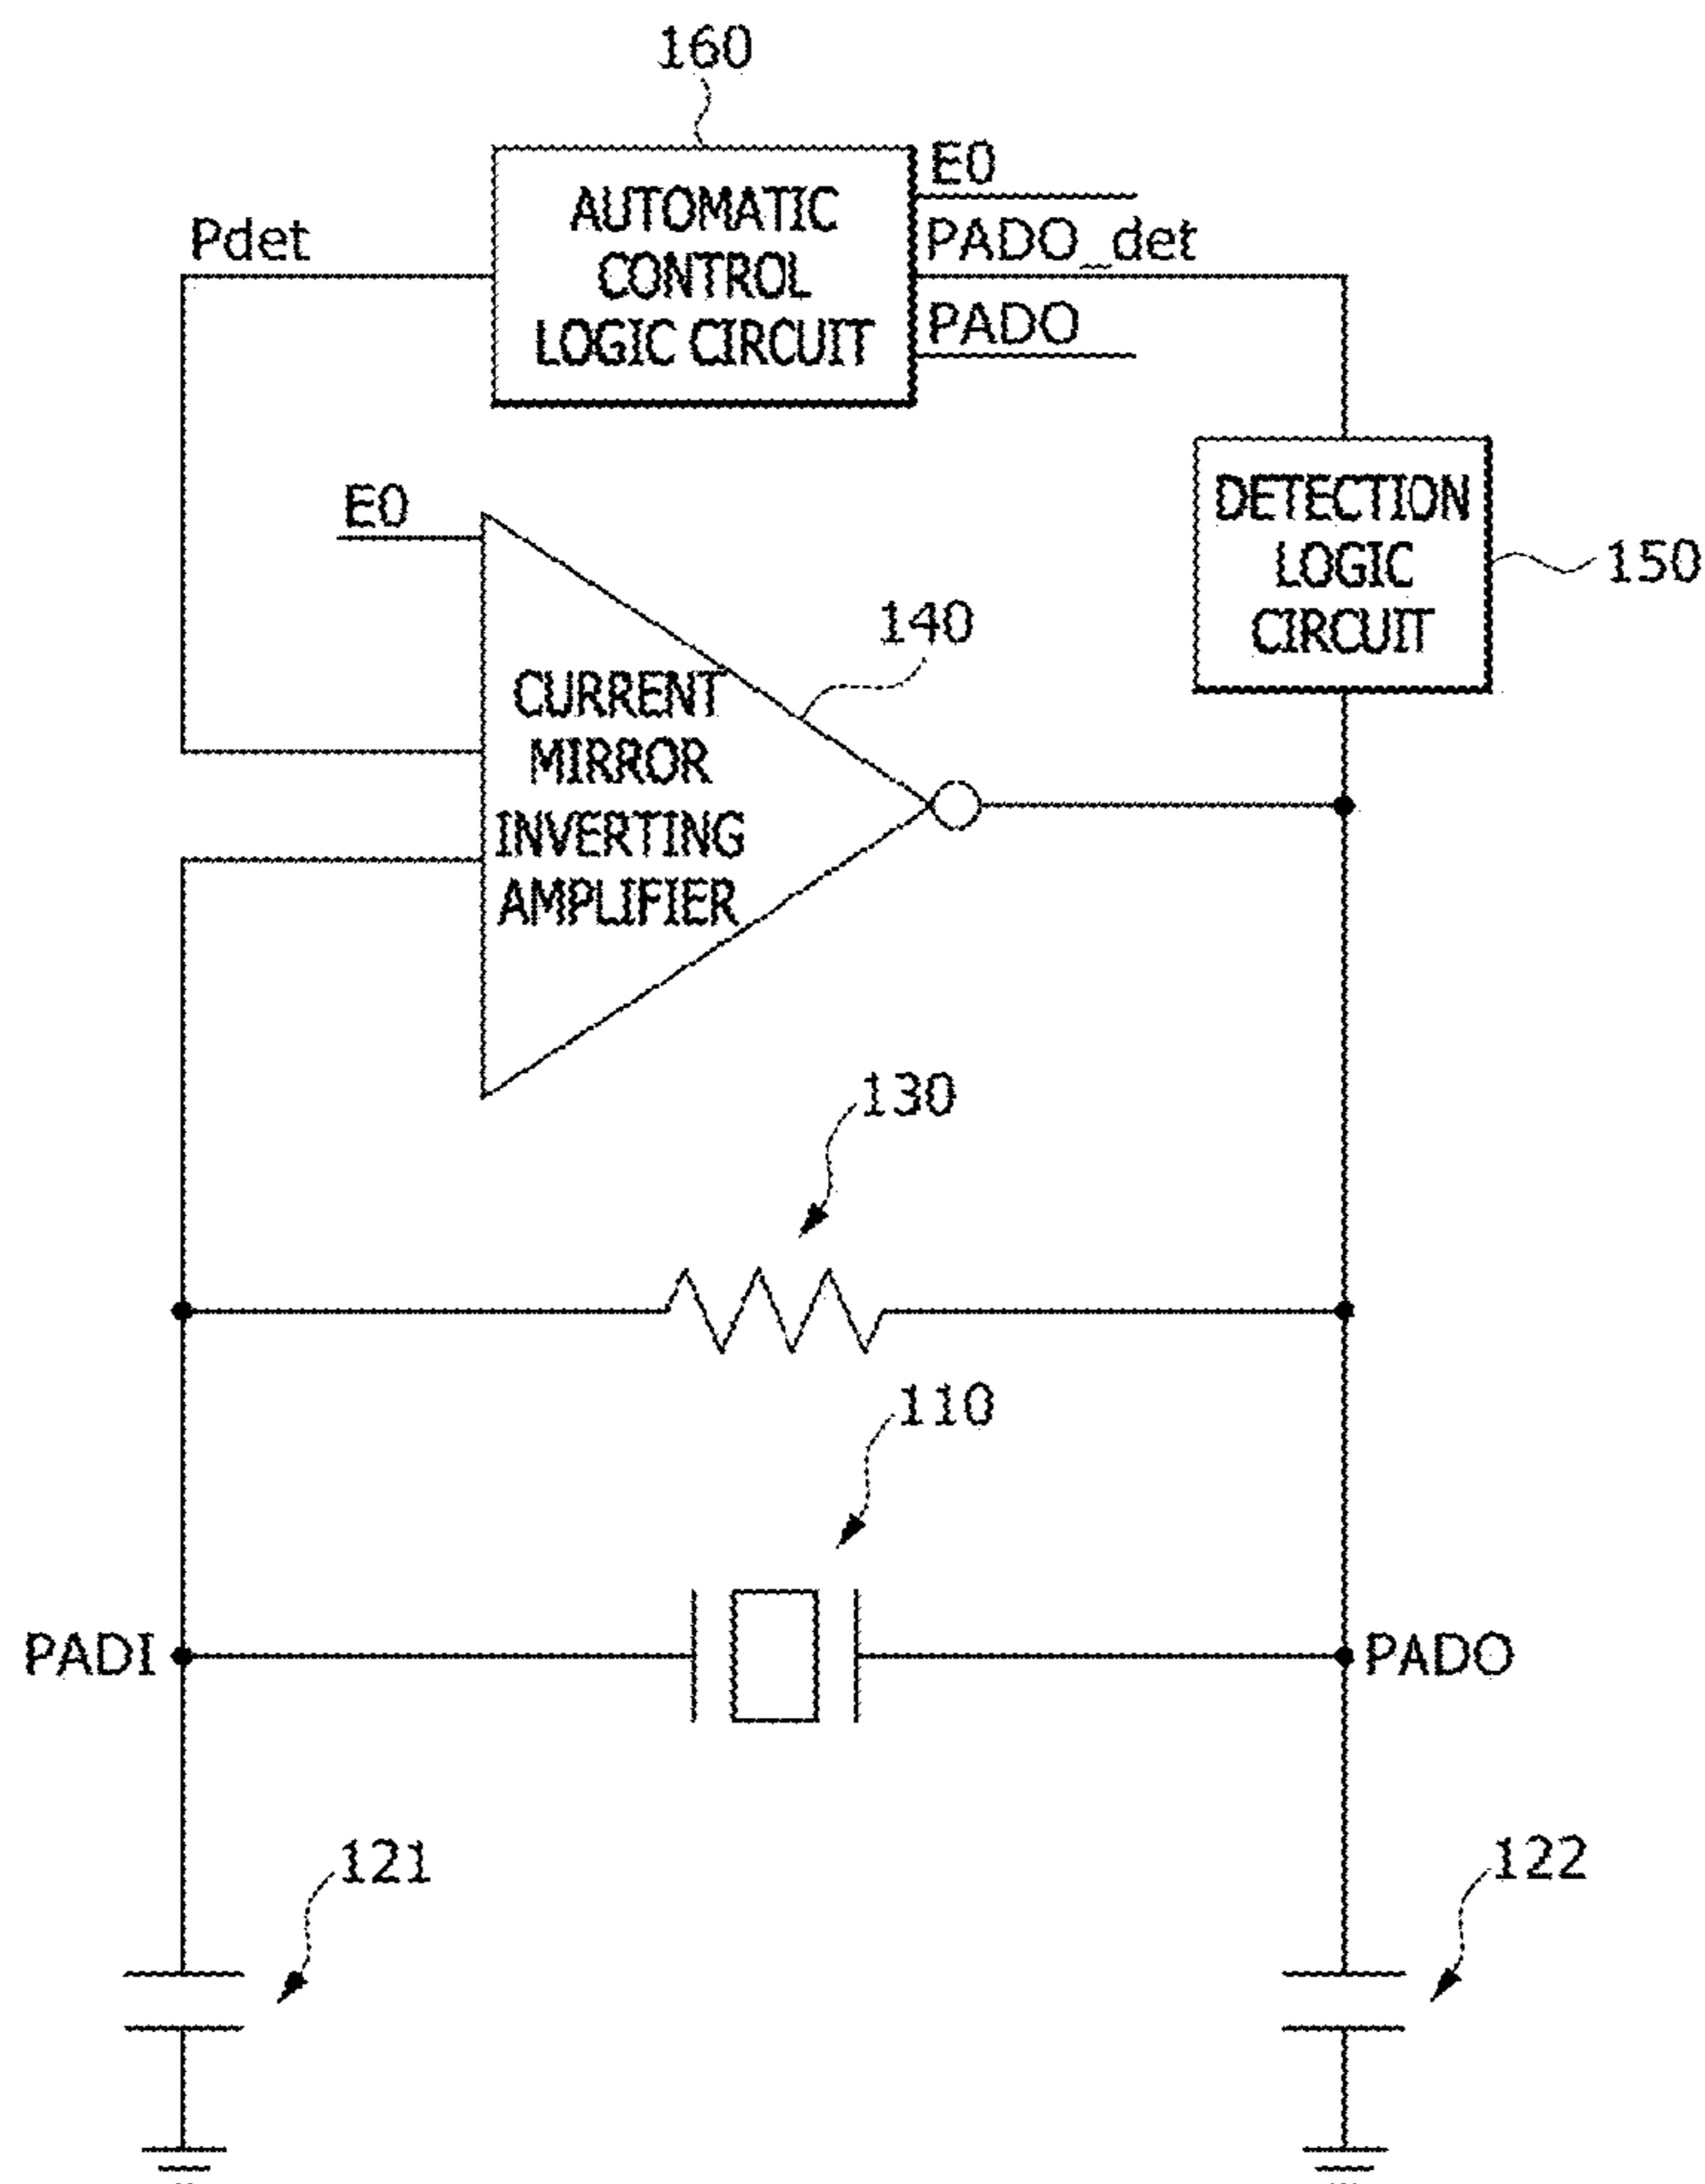 160
E0
Pdet
AUTOMATIC
CONTROL
LOGIC CIRCUIT
PADO_det
PADO
E0
DETECTION
LOGIC
CIRCUIT
150
140
CURRENT
MIRROR
INVERTING
AMPLIFIER
130
110
PADI
PADO
121
122